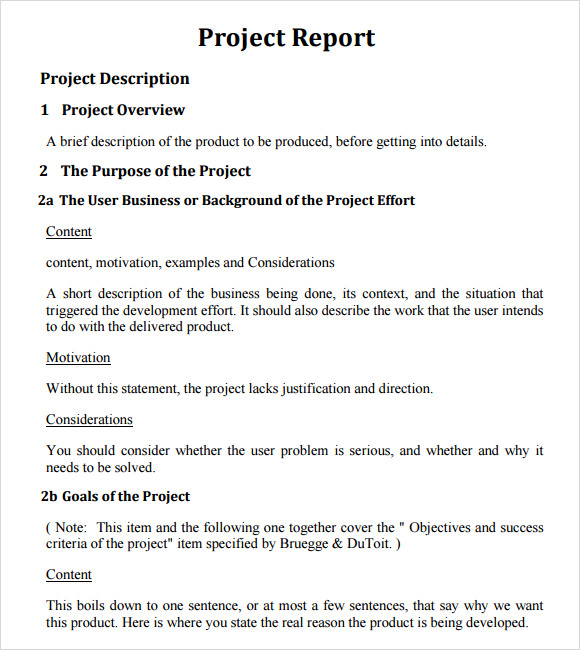 Project Report
Project Description
1 Project Overview
A brief description of the product to be produced, before getting into details.
2 The Purpose of the Project
2a The User Business or Background of the Project Effort
Content
content, motivation, examples and Considerations
A short description of the business being done, its context, and the situation that
triggered the development effort. It should also describe the work that the user intends
to do with the delivered product.
Motivation
Without this statement, the project lacks justification and direction.
Considerations
You should consider whether the user problem is serious, and whether and why it
needs to be solved.
2b Goals of the Project
( Note: This item and the following one together cover the " Objectives and success
criteria of the project" item specified by Bruegge & DuToit. )
Content
This boils down to one sentence, or at most a few sentences, that say why we want
this product. Here is where you state the real reason the product is being developed.